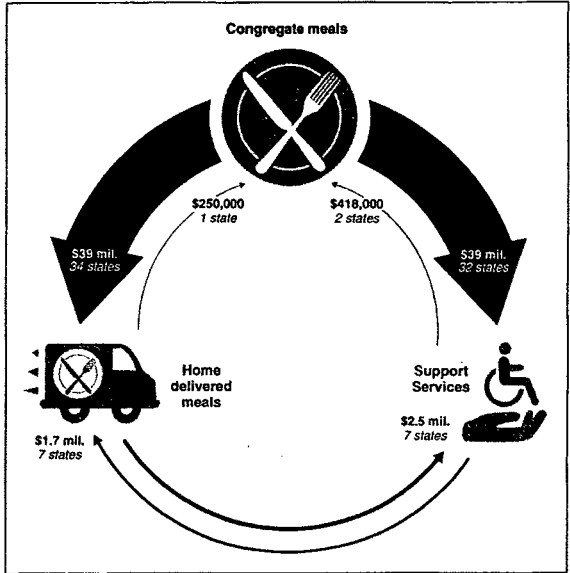 Congregate meals
$250,000
1 state
$418,000
2 states
$39 mil.
34 states
$39 mil.
32 states
Home
delivered
meals
Support
Services
$1.7 mil.
7 states
$2.5 mil.
7 states